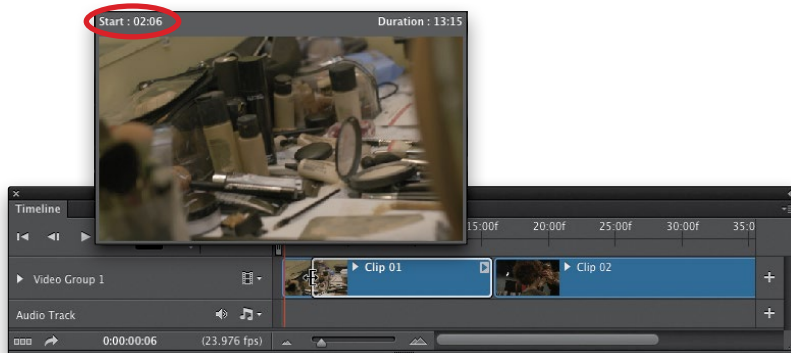 Start : 02:06 Duration : 13:15
Timeline
15:00f 20:00f 25:00f 30:00f 35:0
Video Group 1 Clip 01 Clip 02
Audio Track
0:00:00:06 (23.976 fps)